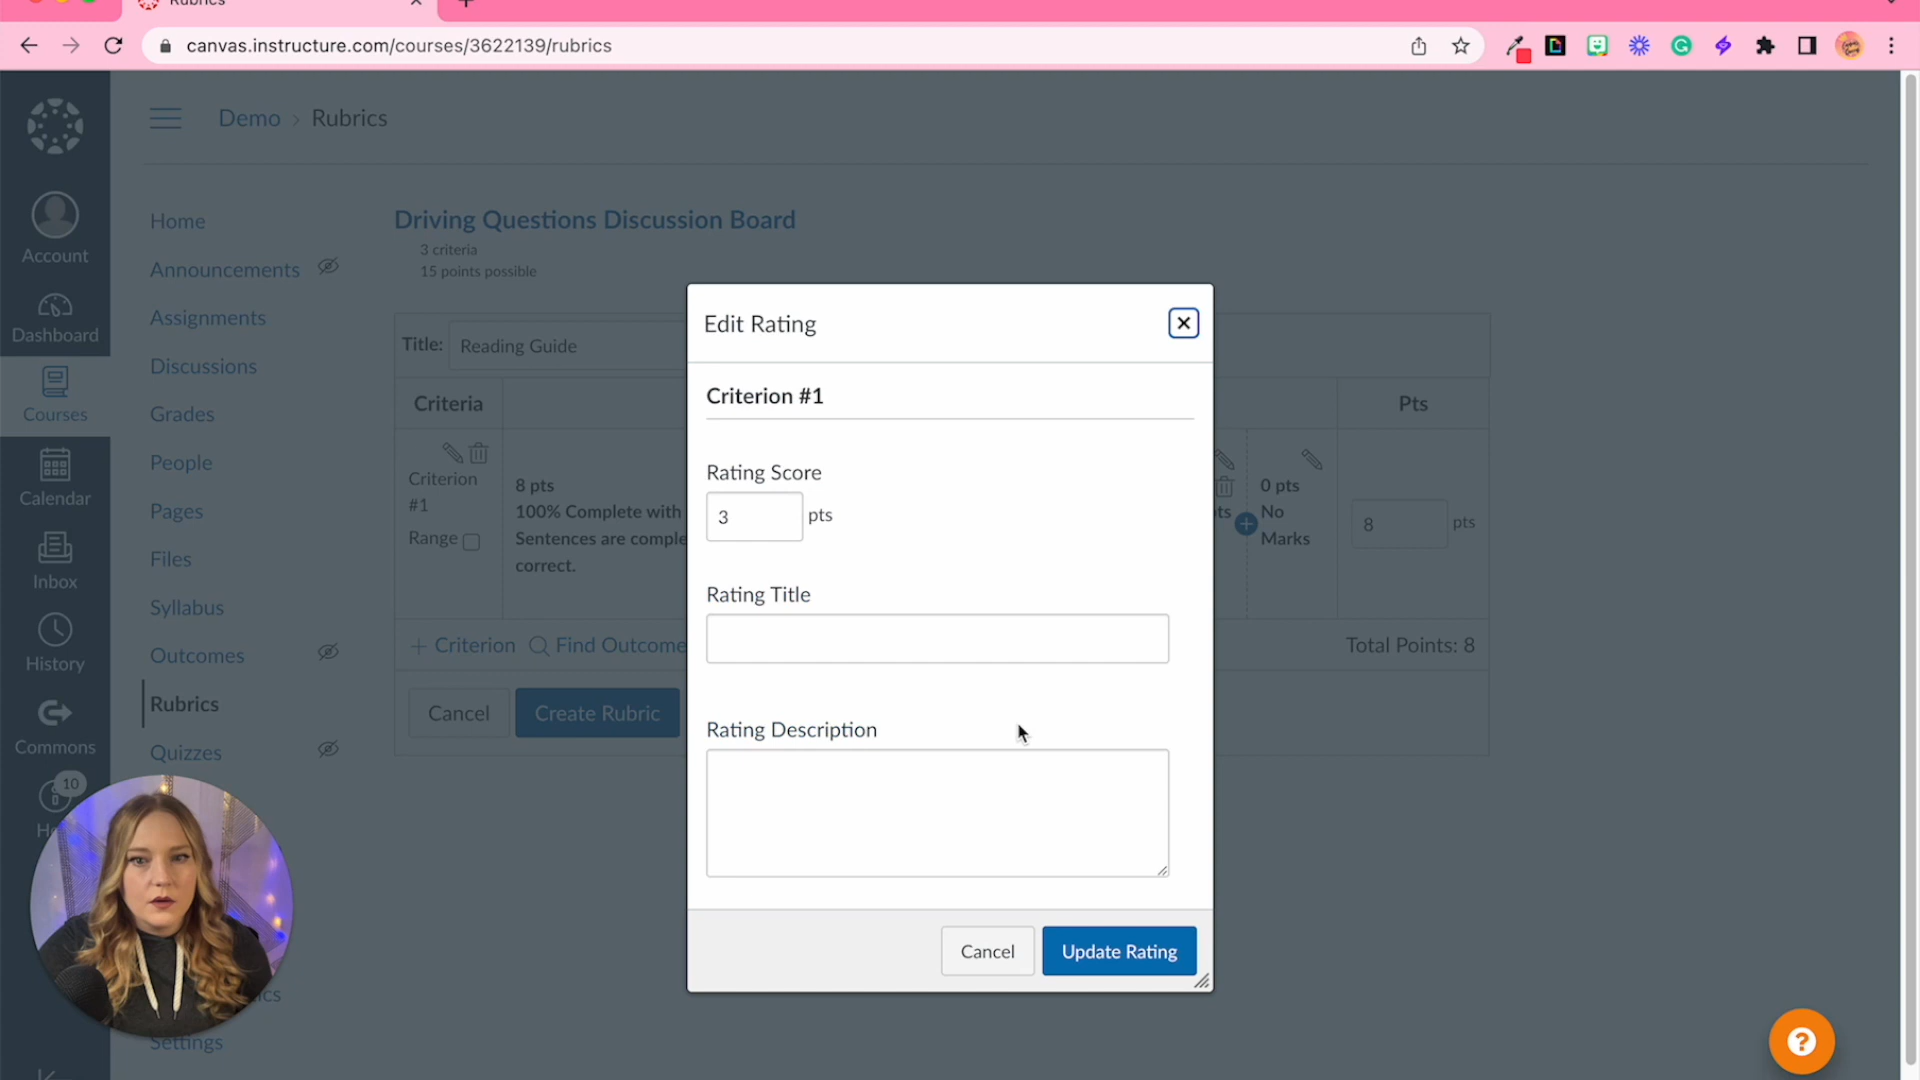 Rubrics
canvas.instructure.com/courses/3622139/rubrics
Demo > Rubrics
Account
Dashboard
Courses
Calendar
Inbox
History
Commons
10
Home
Announcements
Assignments
Discussions
Grades
People
Pages
Files
Syllabus
Outcomes
Rubrics
Quizzes
Settings
Driving Questions Discussion Board
3 criteria
15 points possible
Title: Reading Guide
Criteria
Pts
Criterion
#1
Range
8 pts
100% Complete with
Sentences are comple
correct.
ts
0 pts
No
Marks
8 pts
+ Criterion Find Outcome
Total Points: 8
Cancel Create Rubric
Edit Rating
Criterion #1
Rating Score
3 pts
Rating Title
Rating Description
Cancel Update Rating
?